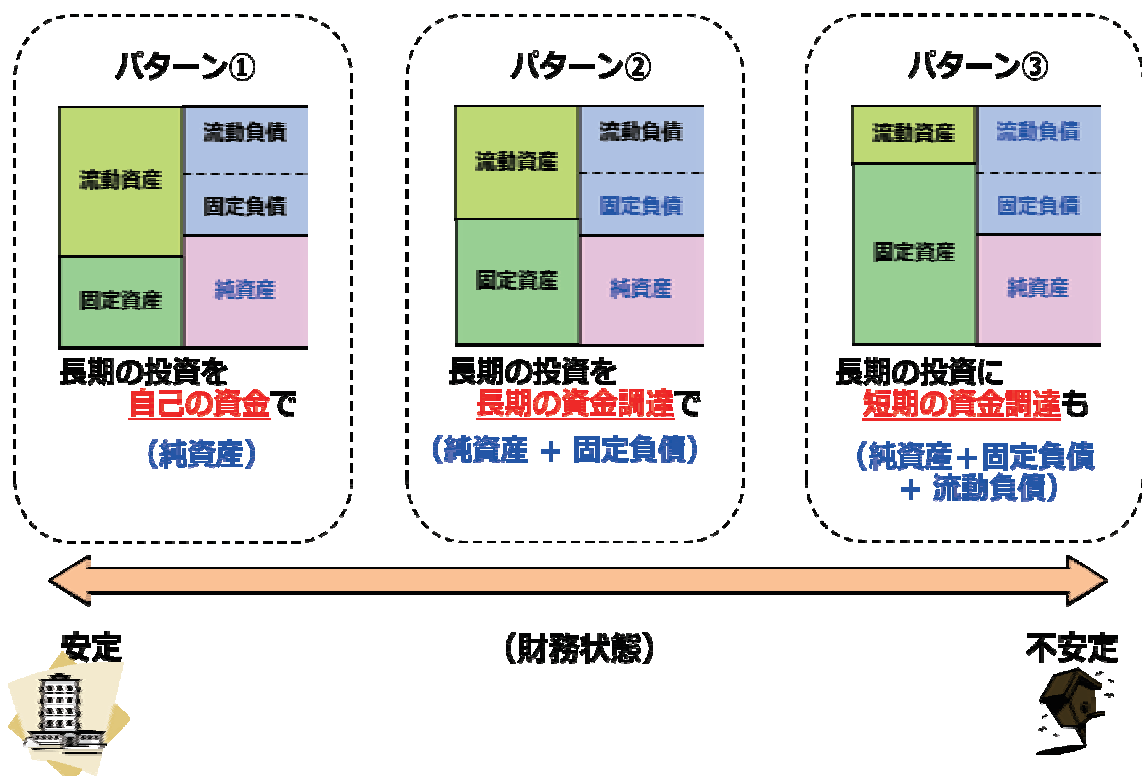 パターン①
流動資産
流動負債
固定負債
固定資産
純資産
長期の投資を
自己の資金で
（純資産）
パターン②
流動資産
流動負債
固定負債
固定資産
純資産
長期の投資を
長期の資金調達で
（純資産 + 固定負債）
パターン③
流動資産
流動負債
固定負債
固定資産
純資産
長期の投資に
短期の資金調達も
（純資産＋固定負債
+ 流動負債）
安定
（財務状態）
不安定